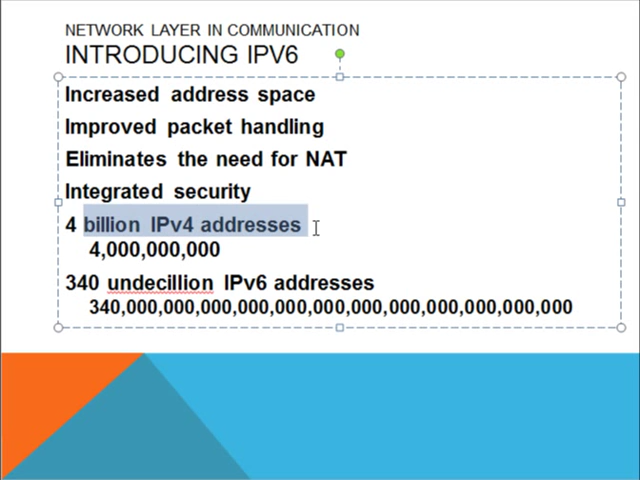 NETWORK LAYER IN COMMUNICATION
INTRODUCING IPV6
Increased address space
Improved packet handling
Eliminates the need for NAT
Integrated security
4 billion IPv4 addresses
4,000,000,000
340 undecillion IPv6 addresses
340,000,000,000,000,000,000,000,000,000,000,000,000